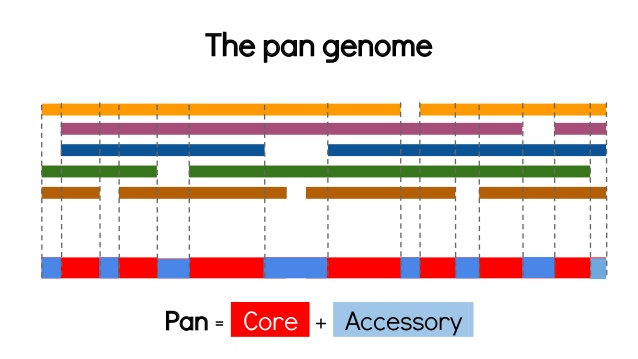 The pan genome
Pan = Core + Accessory